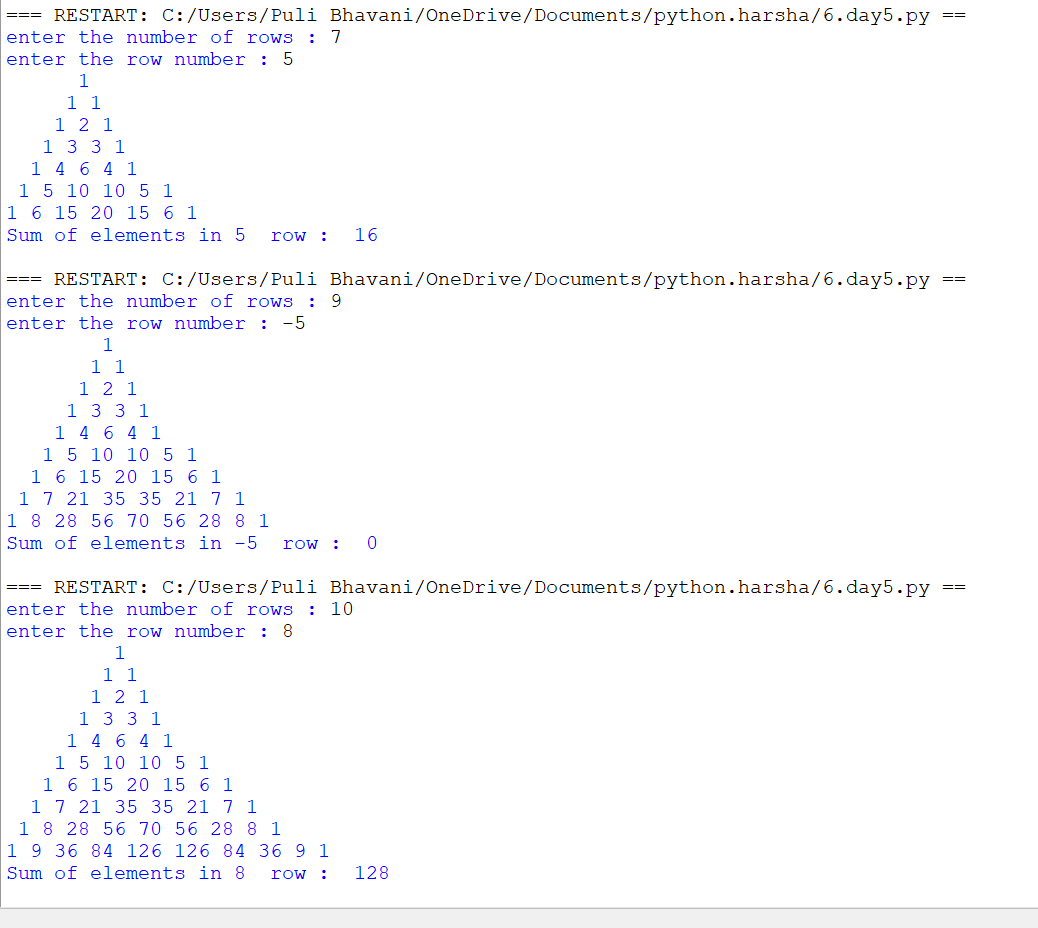 === RESTART: C:/Users/Puli Bhavani/OneDrive/Documents/python.harsha/6.day5.py ==
enter the number of rows : 7
enter the row number : 5
      1
     1 1
    1 2 1
   1 3 3 1
  1 4 6 4 1
 1 5 10 10 5 1
1 6 15 20 15 6 1
Sum of elements in 5  row :  16

=== RESTART: C:/Users/Puli Bhavani/OneDrive/Documents/python.harsha/6.day5.py ==
enter the number of rows : 9
enter the row number : -5
        1
       1 1
      1 2 1
     1 3 3 1
    1 4 6 4 1
   1 5 10 10 5 1
  1 6 15 20 15 6 1
 1 7 21 35 35 21 7 1
1 8 28 56 70 56 28 8 1
Sum of elements in -5  row :  0

=== RESTART: C:/Users/Puli Bhavani/OneDrive/Documents/python.harsha/6.day5.py ==
enter the number of rows : 10
enter the row number : 8
         1
        1 1
       1 2 1
      1 3 3 1
     1 4 6 4 1
    1 5 10 10 5 1
   1 6 15 20 15 6 1
  1 7 21 35 35 21 7 1
 1 8 28 56 70 56 28 8 1
1 9 36 84 126 126 84 36 9 1
Sum of elements in 8  row :  128